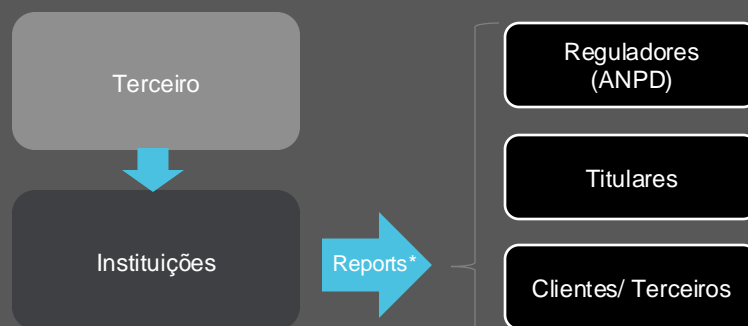 Terceiro
Instituições
Reports*
Reguladores
(ANPD)
Titulares
Clientes/ Terceiros